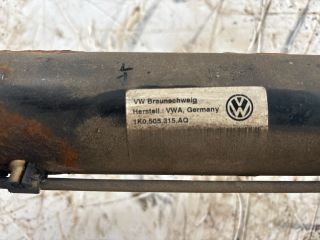 VW Braunschweig
Herstell.: VWA, Germany
1K0.505.315.AQ